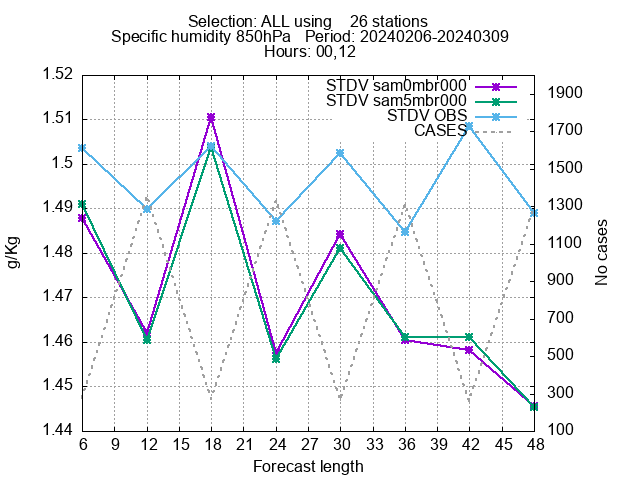 Selection: ALL using    26 stations
Specific humidity 850hPa   Period: 20240206-20240309
Hours: 00,12
STDV sam0mbr000
STDV sam5mbr000
STDV OBS
CASES
1.52
1.51
1.5
1.49
1.48
1.47
1.46
1.45
1.44
g/Kg
1900
1700
1500
1300
1100
900
700
500
300
100
No cases
6 9 12 15 18 21 24 27 30 33 36 39 42 45 48
Forecast length